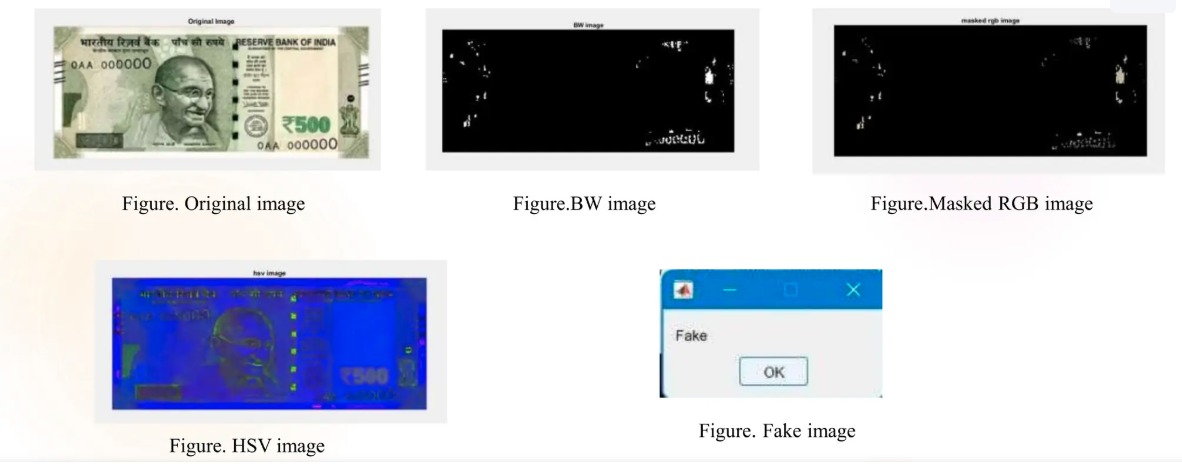 Original Image
भारतीय रिज़र्व बैंक पाँच सौ रुपये RESERVE BANK OF INDIA
0AA 000000
₹500
0AA 000000
BW image
masked rgb image
Figure. Original image
Figure.BW image
Figure.Masked RGB image
hsv image
₹500
Fake
OK
Figure. HSV image
Figure. Fake image